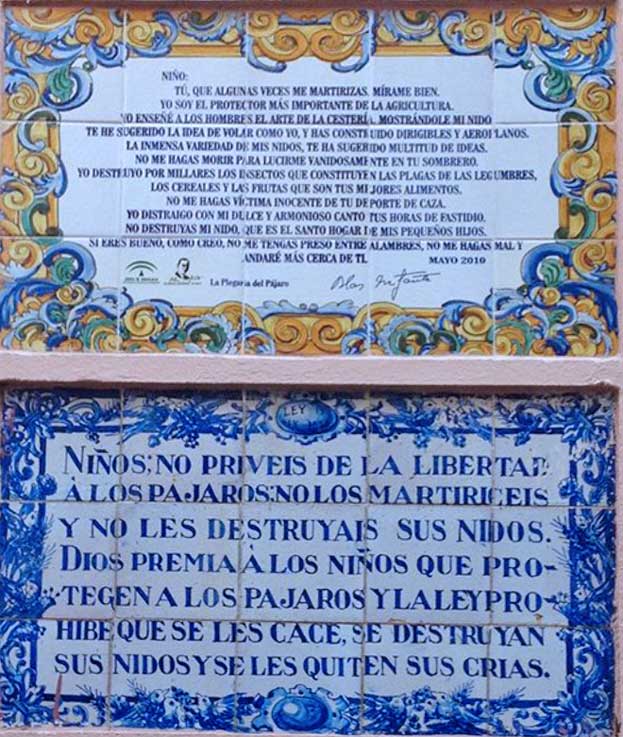 NIÑO:
TÚ, QUE ALGUNAS VECES ME MARTIRIZAS, MÍRAME BIEN.
YO SOY EL PROTECTOR MÁS IMPORTANTE DE LA AGRICULTURA.
YO ENSEÑÉ A LOS HOMBRES EL ARTE DE LA CESTERÍA, MOSTRÁNDOLE MI NIDO
TE HE SUGERIDO LA IDEA DE VOLAR COMO YO, Y HAS CONSTRUIDO DIRIGIBLES Y AEROPLANOS.
LA INMENSA VARIEDAD DE MIS NIDOS, TE HA SUGERIDO MULTITUD DE IDEAS.
NO ME HAGAS MORIR PARA LUCIRME VANIDOSAMENTE EN TU SOMBRERO.
YO DESTRUYO POR MILLARES LOS INSECTOS QUE CONSTITUYEN LAS PLAGAS DE LAS LEGUMBRES,
LOS CEREALES Y LAS FRUTAS QUE SON TUS MEJORES ALIMENTOS.
NO ME HAGAS VÍCTIMA INOCENTE DE TU DEPORTE DE CAZA.
YO DISTRAIGO CON MI DULCE Y ARMONIOSO CANTO TUS HORAS DE FASTIDIO.
NO DESTRUYAS MI NIDO, QUE ES EL SANTO HOGAR DE MIS PEQUEÑOS HIJOS.
SI ERES BUENO, COMO CREO, NO ME TENGAS PRESO ENTRE ALAMBRES, NO ME HAGAS MAL Y
ANDARÉ MÁS CERCA DE TI. MAYO 2010
La Plegaria del Pájaro Blas Infante
LEY
NIÑOS; NO PRIVEIS DE LA LIBERTAD
À LOS PAJAROS; NO LOS MARTIRICEIS
Y NO LES DESTRUYAIS SUS NIDOS.
DIOS PREMIA À LOS NIÑOS QUE PRO-
TEGEN A LOS PAJAROS Y LA LEY PRO-
HIBE QUE SE LES CACE, SE DESTRUYAN
SUS NIDOS Y SE LES QUITEN SUS CRIAS.